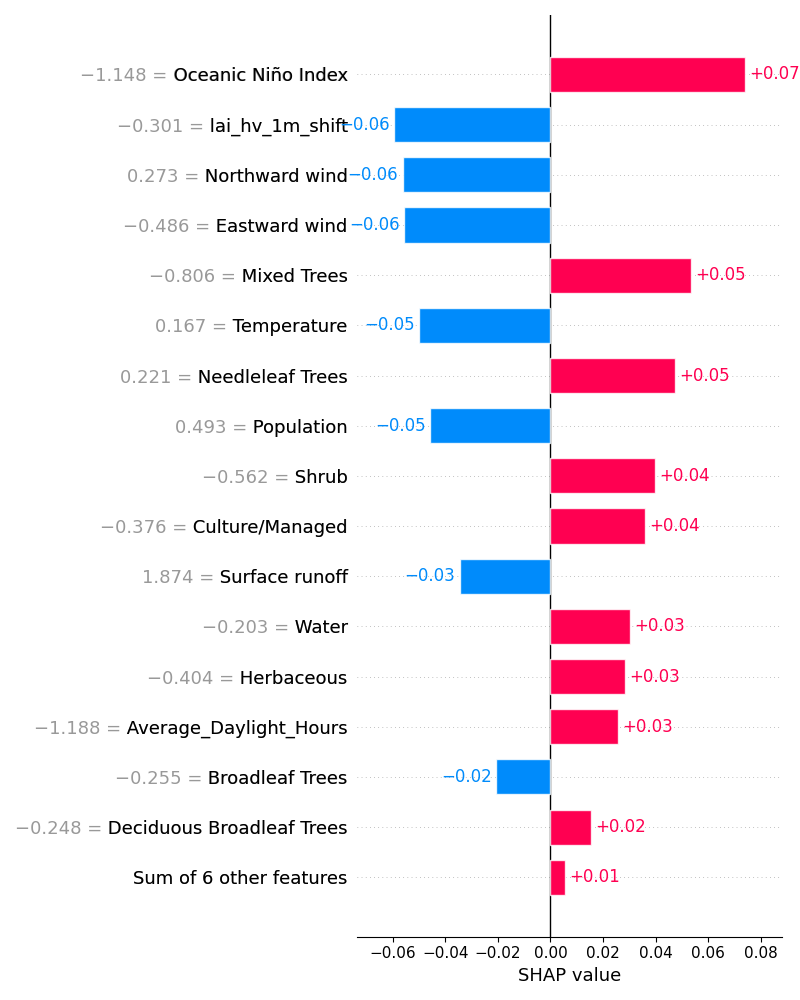 −1.148 = Oceanic Niño Index +0.07
−0.301 = lai_hv_1m_shift −0.06
0.273 = Northward wind −0.06
−0.486 = Eastward wind −0.06
−0.806 = Mixed Trees +0.05
0.167 = Temperature −0.05
0.221 = Needleleaf Trees +0.05
0.493 = Population −0.05
−0.562 = Shrub +0.04
−0.376 = Culture/Managed +0.04
1.874 = Surface runoff −0.03
−0.203 = Water +0.03
−0.404 = Herbaceous +0.03
−1.188 = Average_Daylight_Hours +0.03
−0.255 = Broadleaf Trees −0.02
−0.248 = Deciduous Broadleaf Trees +0.02
Sum of 6 other features +0.01
−0.06 −0.04 −0.02 0.00 0.02 0.04 0.06 0.08
SHAP value